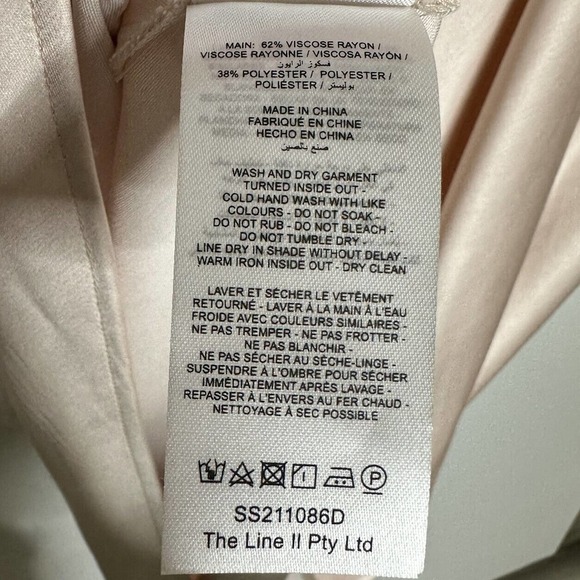 MAIN: 62% VISCOSE RAYON /
VISCOSE RAYONNE / VISCOSA RAYÓN /
فسكوز الرايون
38% POLYESTER / POLYESTER /
POLIÉSTER / بوليستر
MADE IN CHINA
FABRIQUÉ EN CHINE
HECHO EN CHINA
صنع بالصين
WASH AND DRY GARMENT
TURNED INSIDE OUT -
COLD HAND WASH WITH LIKE
COLOURS - DO NOT SOAK -
DO NOT RUB - DO NOT BLEACH -
DO NOT TUMBLE DRY -
LINE DRY IN SHADE WITHOUT DELAY -
WARM IRON INSIDE OUT - DRY CLEAN
LAVER ET SÉCHER LE VETÊMENT
RETOURNÉ - LAVER À LA MAIN À L'EAU
FROIDE AVEC COULEURS SIMILAIRES -
NE PAS TREMPER - NE PAS FROTTER -
NE PAS BLANCHIR -
NE PAS SÉCHER AU SÈCHE-LINGE -
SUSPENDRE À L'OMBRE POUR SÉCHER
IMMÉDIATEMENT APRÈS LAVAGE -
REPASSER À L'ENVERS AU FER CHAUD -
NETTOYAGE À SEC POSSIBLE
P
SS211086D
The Line II Pty Ltd